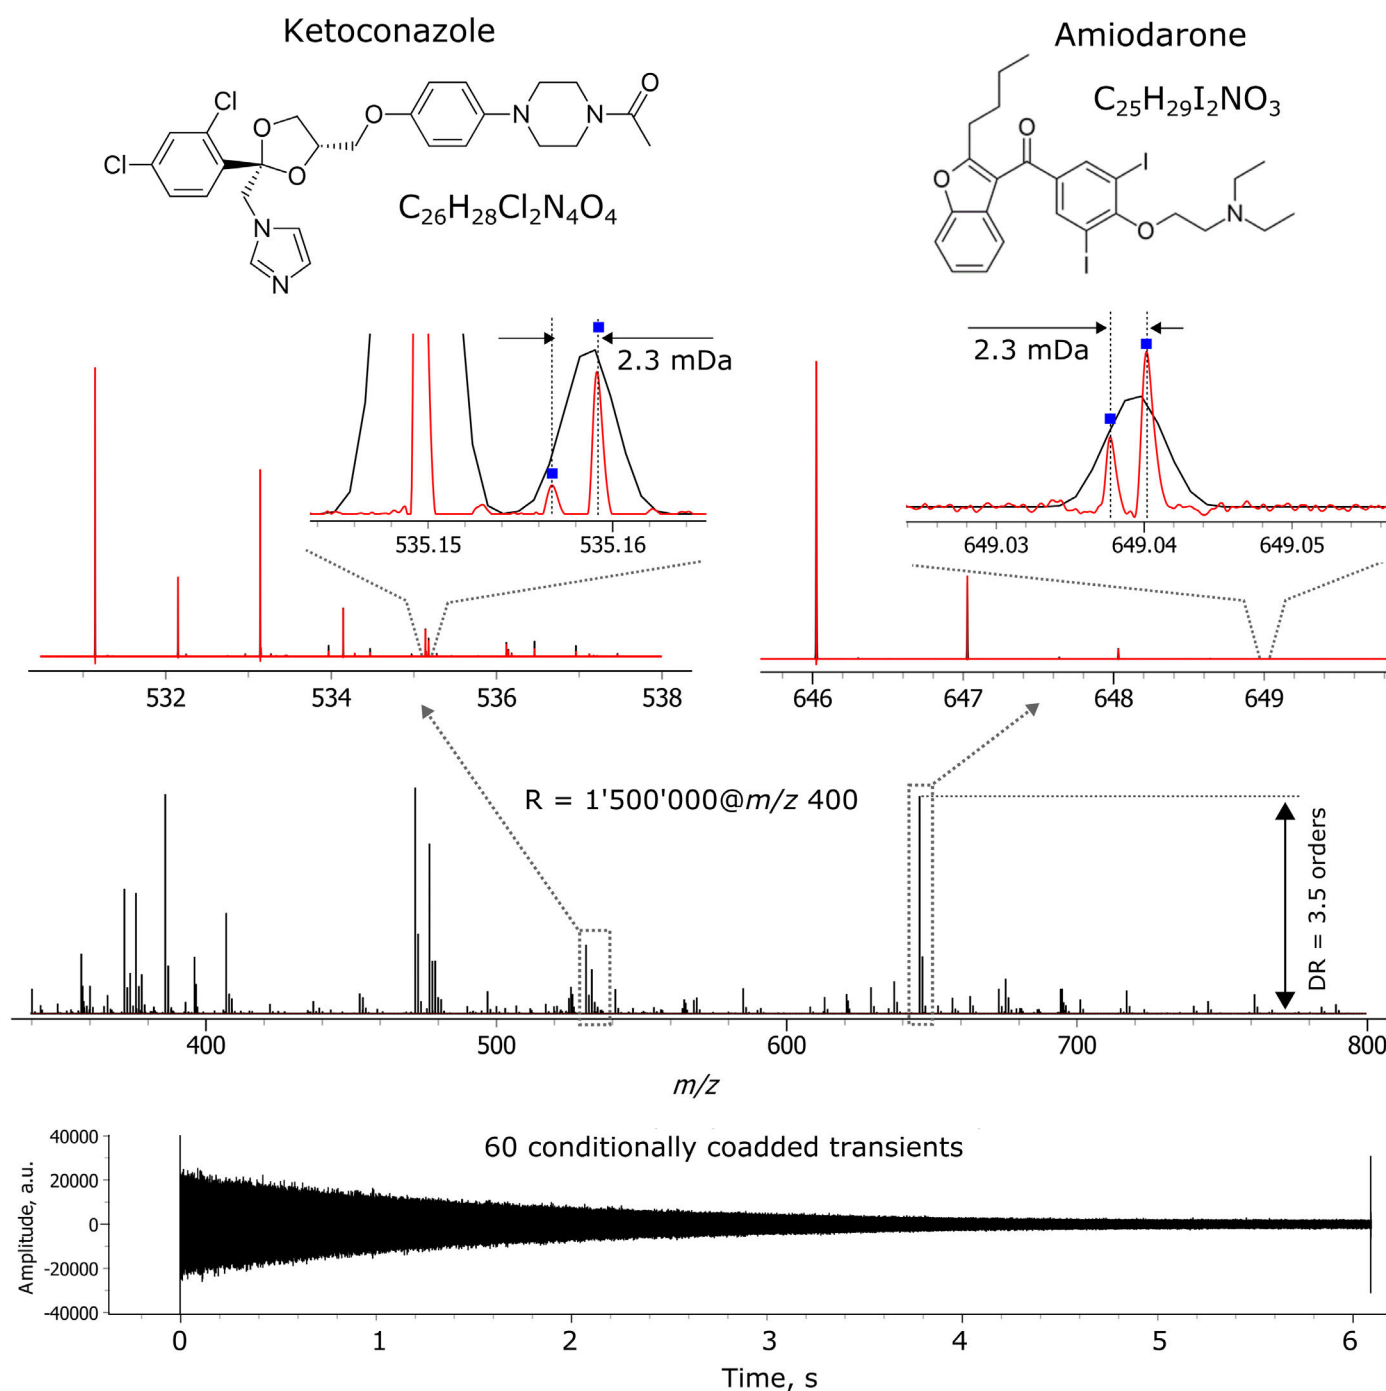 Ketoconazole
Amiodarone
Cl
Cl
O
O
O
N
N
O
N
N
C₂₆H₂₈Cl₂N₄O₄
C₂₅H₂₉I₂NO₃
O
O
I
I
O
N
2.3 mDa
535.15 535.16
2.3 mDa
649.03 649.04 649.05
532 534 536 538
646 647 648 649
R = 1'500'000@m/z 400
DR = 3.5 orders
400 500 600 700 800
m/z
60 conditionally coadded transients
Amplitude, a.u.
40000
20000
0
-20000
-40000
0 1 2 3 4 5 6
Time, s